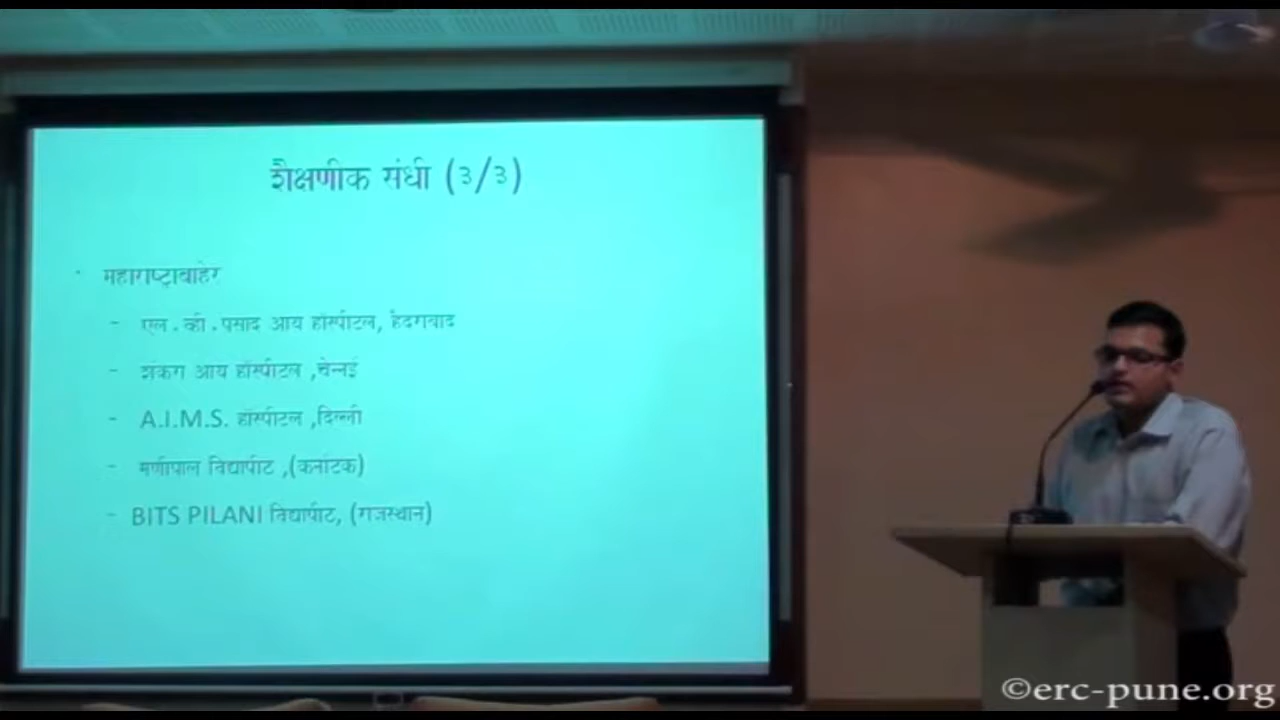 शैक्षणीक संधी (३/३)
महाराष्ट्राबाहेर
- एल . व्ही . प्रसाद आय हॉस्पीटल, हैदराबाद
- शंकरा आय हॉस्पीटल ,चेन्नई
- A.I.M.S. हॉस्पीटल ,दिल्ली
- मणीपाल विद्यापीट ,(कर्नाटक)
- BITS PILANI विद्यापीट, (राजस्थान)
©erc-pune.org